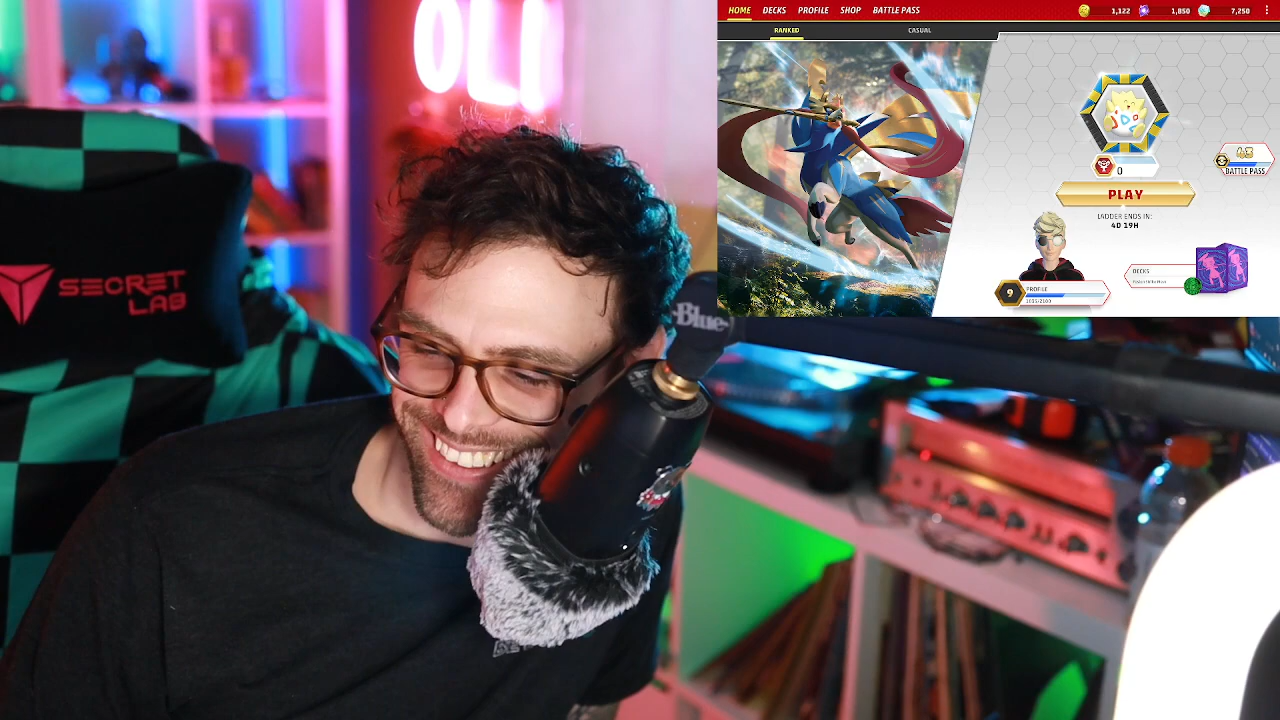 HOME DECKS PROFILE SHOP BATTLE PASS 1,122 1,850 7,250
RANKED CASUAL
OLI
0
43
BATTLE PASS
PLAY
LADDER ENDS IN:
4D 19H
SECRET
LAB
DECKS
9
PROFILE
Blue